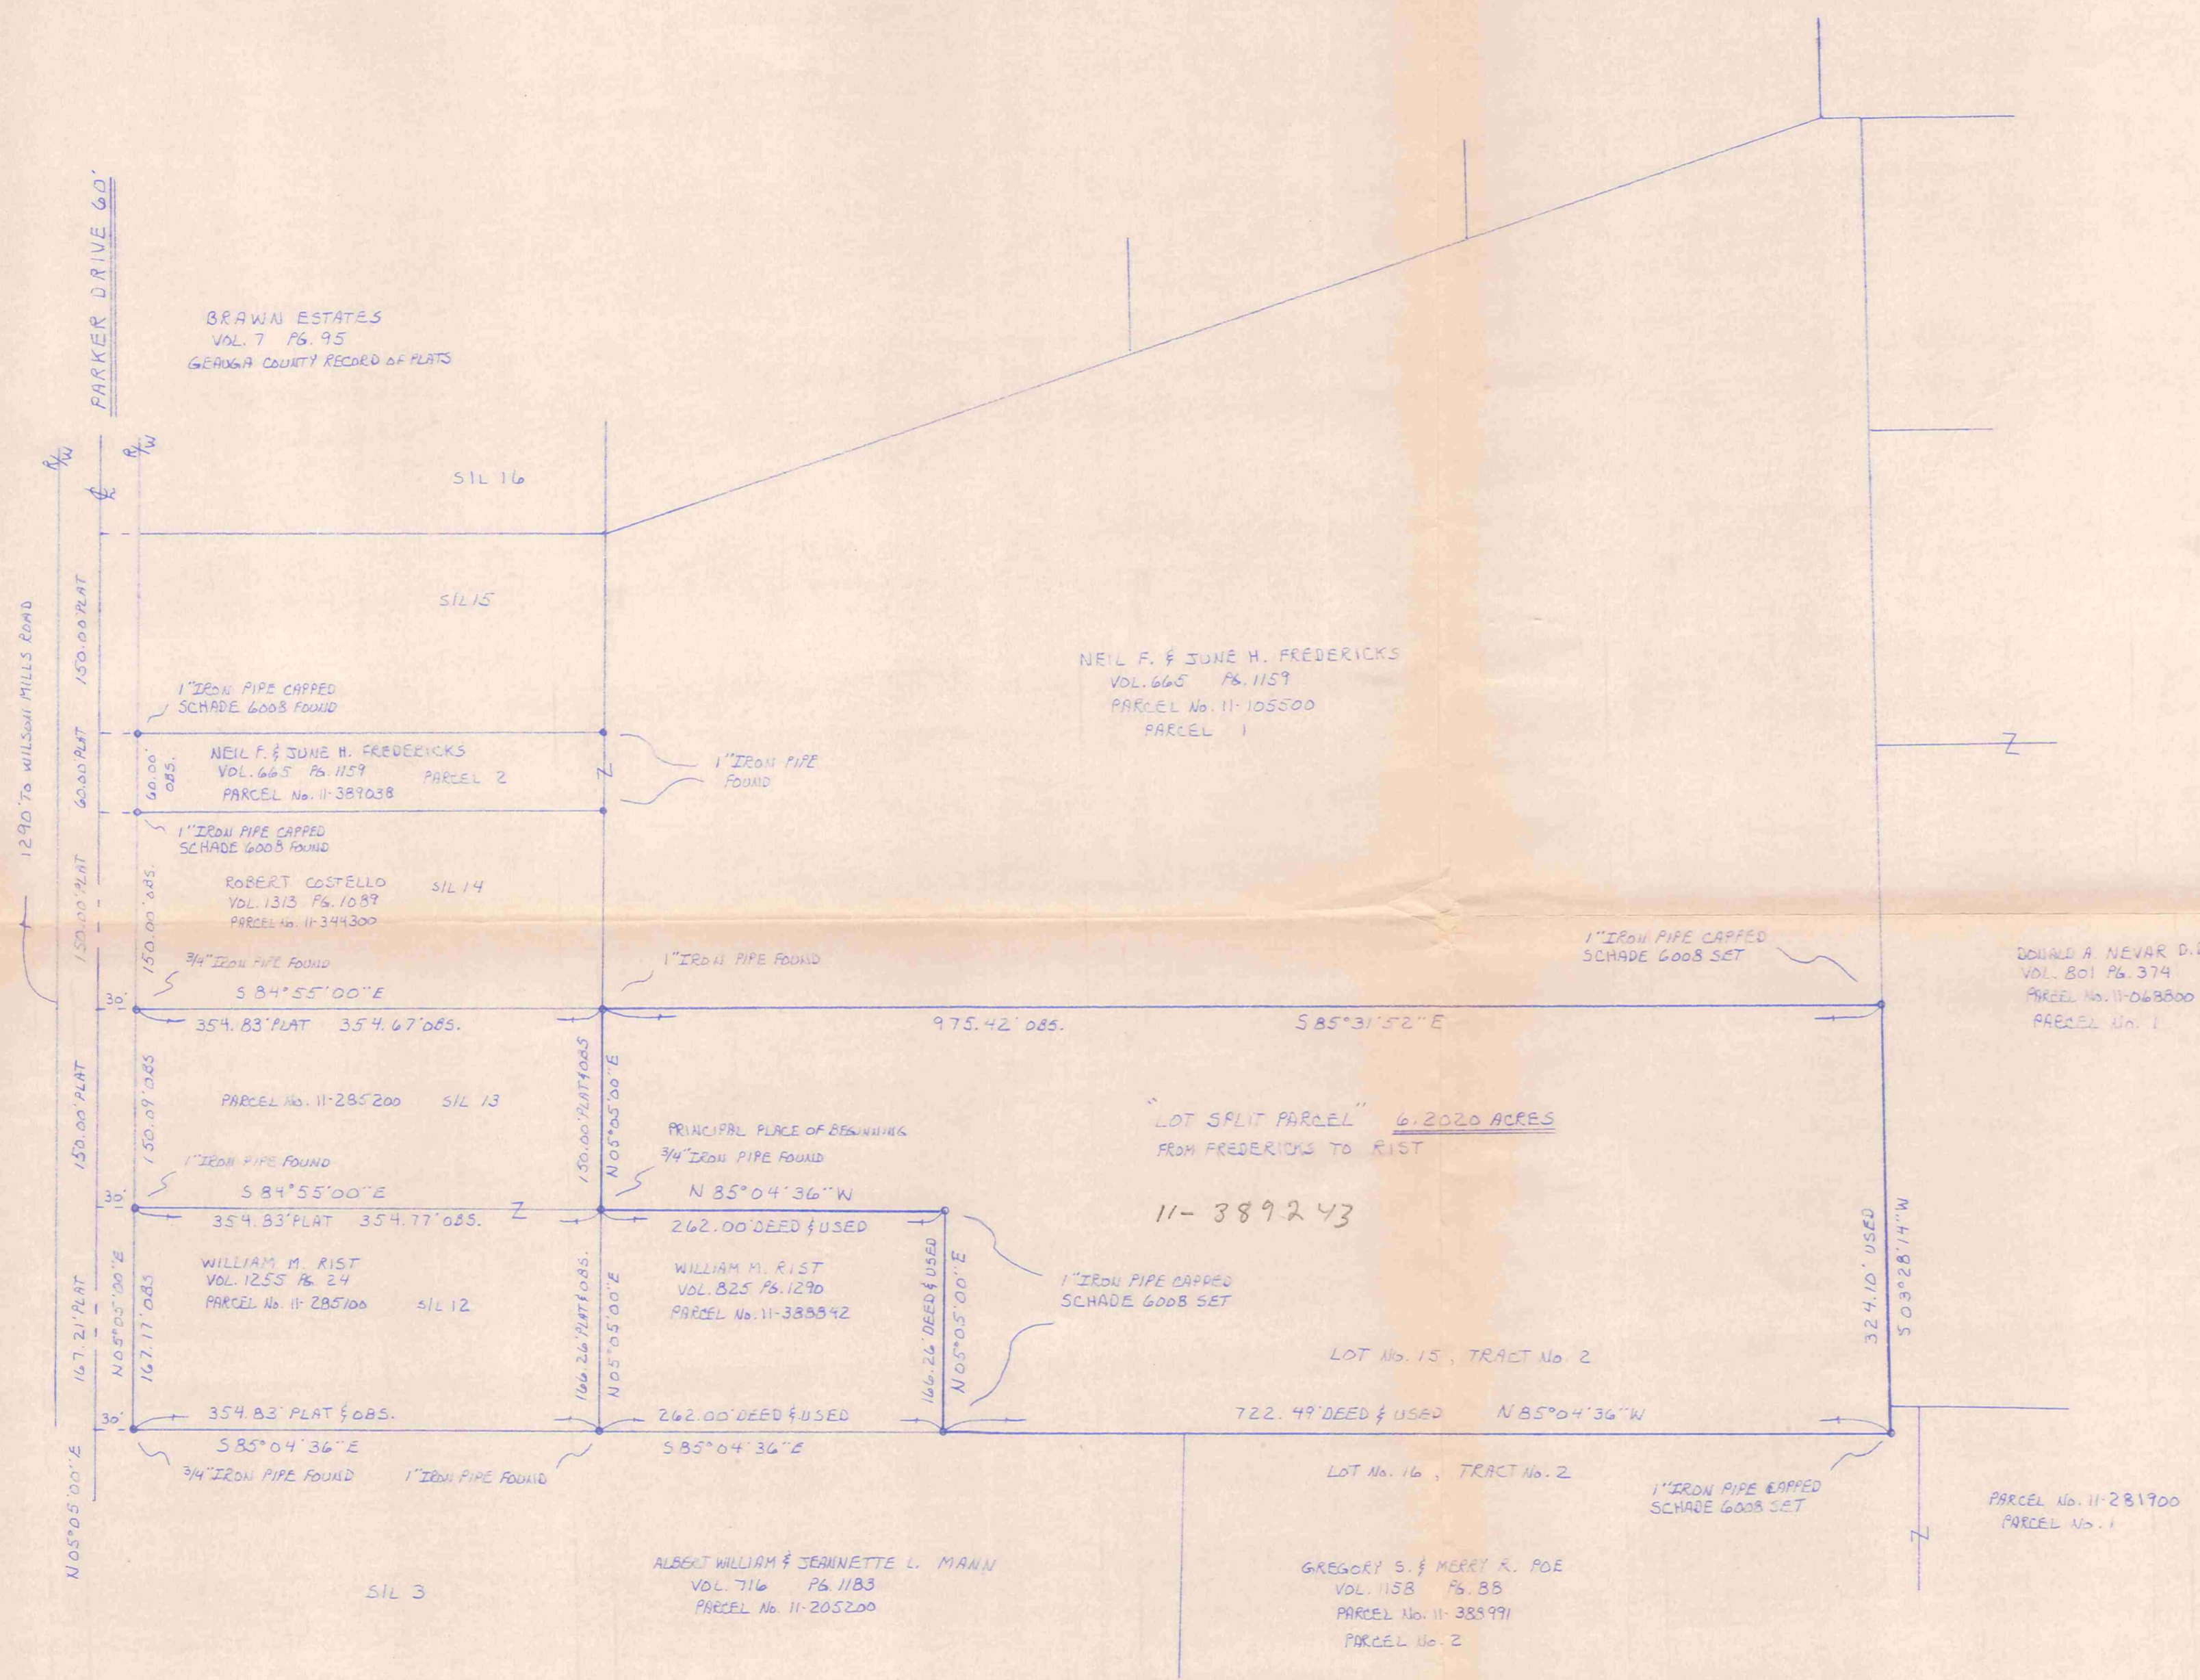 PARKER DRIVE 60'
BRAWN ESTATES
VOL. 7 PG. 95
GEAUGA COUNTY RECORD OF PLATS
R/W
R/W
℄
S/L 16
1290' TO WILSON MILLS ROAD
150.00' PLAT
S/L 15
1" IRON PIPE CAPPED
SCHADE 6008 FOUND
60.00 PLAT
60.00'
OBS.
NEIL F. & JUNE H. FREDERICKS
VOL. 665 PG. 1159 PARCEL 2
PARCEL No. 11-389038
1" IRON PIPE
FOUND
NEIL F. & JUNE H. FREDERICKS
VOL. 665 PG. 1159
PARCEL No. 11-105500
PARCEL 1
Z
Z
1" IRON PIPE CAPPED
SCHADE 6008 FOUND
150.00' PLAT
150.00' OBS.
ROBERT COSTELLO S/L 14
VOL. 1313 PG. 1089
PARCEL No. 11-344300
3/4" IRON PIPE FOUND
1" IRON PIPE FOUND
1" IRON PIPE CAPPED
SCHADE 6008 SET
DONALD A. NEVAR
VOL. 801 PG. 374
PARCEL No. 11-068800
PARCEL No. 1
30'
S 84°55'00" E
354.83' PLAT 354.67' OBS.
975.42' OBS. S 85°31'52" E
150.00' PLAT
150.09' OBS
PARCEL No. 11-285200 S/L 13
150.00' PLAT & OBS
N 05°05'00" E
PRINCIPAL PLACE OF BEGINNING
3/4" IRON PIPE FOUND
"LOT SPLIT PARCEL" 6.2020 ACRES
FROM FREDERICKS TO RIST
11-389243
1" IRON PIPE FOUND
30'
S 84°55'00" E
354.83' PLAT 354.77' OBS.
Z
N 85°04'36" W
262.00' DEED & USED
167.21' PLAT
N 05°05'00" E
167.17' OBS
WILLIAM M. RIST
VOL. 1255 PG. 24
PARCEL No. 11-285100 S/L 12
166.26' PLAT & OBS.
N 05°05'00" E
WILLIAM M. RIST
VOL. 825 PG. 1290
PARCEL No. 11-388842
166.26' DEED & USED
N 05°05'00" E
1" IRON PIPE CAPPED
SCHADE 6008 SET
LOT No. 15, TRACT No. 2
324.10' USED
S 03°28'14" W
30'
354.83' PLAT & OBS.
S 85°04'36" E
262.00' DEED & USED
S 85°04'36" E
722.49' DEED & USED N 85°04'36" W
3/4" IRON PIPE FOUND
1" IRON PIPE FOUND
N 05°05'00" E
LOT No. 16, TRACT No. 2
1" IRON PIPE CAPPED
SCHADE 6008 SET
Z
PARCEL No. 11-281900
PARCEL No. 1
S/L 3
ALBERT WILLIAM & JEANNETTE L. MANN
VOL. 716 PG. 1183
PARCEL No. 11-205200
GREGORY S. & MERRY R. POE
VOL. 1158 PG. 88
PARCEL No. 11-388991
PARCEL No. 2